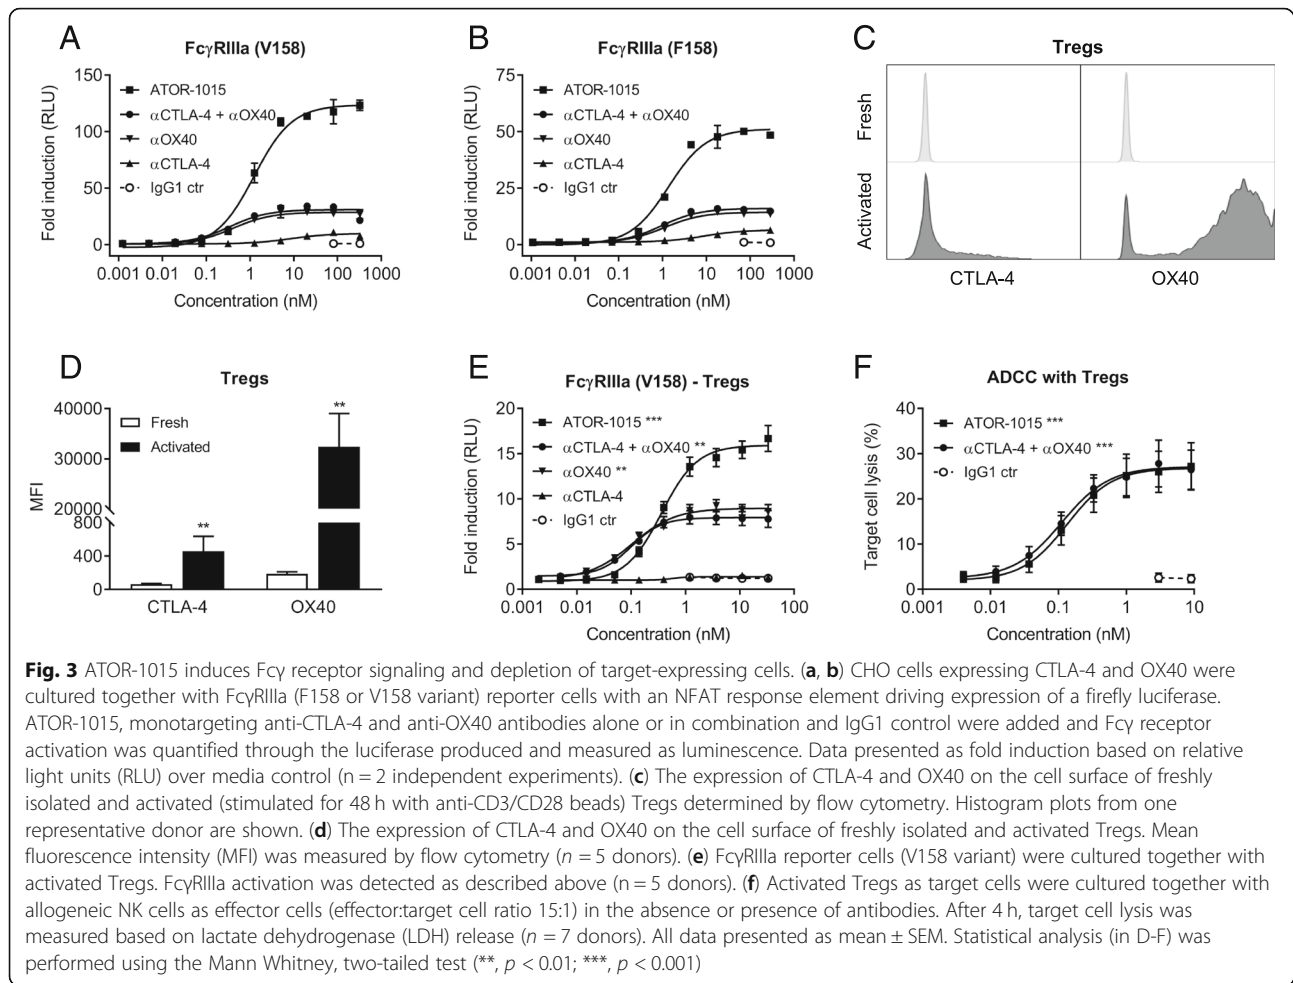 A
FcγRIIIa (V158)
Fold induction (RLU)
150
100
50
0
ATOR-1015
αCTLA-4 + αOX40
αOX40
αCTLA-4
IgG1 ctr
0.001 0.01 0.1 1 10 100 1000
Concentration (nM)
B
FcγRIIIa (F158)
Fold induction (RLU)
75
50
25
0
ATOR-1015
αCTLA-4 + αOX40
αOX40
αCTLA-4
IgG1 ctr
0.001 0.01 0.1 1 10 100 1000
Concentration (nM)
C
Tregs
Fresh
Activated
CTLA-4 OX40
D
Tregs
MFI
40000
30000
20000
800
400
0
Fresh
Activated
**
**
CTLA-4 OX40
E
FcγRIIIa (V158) - Tregs
Fold induction (RLU)
20
15
10
5
0
ATOR-1015 ***
αCTLA-4 + αOX40 **
αOX40 **
αCTLA-4
IgG1 ctr
0.001 0.01 0.1 1 10 100
Concentration (nM)
F
ADCC with Tregs
Target cell lysis (%)
40
30
20
10
0
ATOR-1015 ***
αCTLA-4 + αOX40 ***
IgG1 ctr
0.001 0.01 0.1 1 10
Concentration (nM)
Fig. 3 ATOR-1015 induces Fcγ receptor signaling and depletion of target-expressing cells. (a, b) CHO cells expressing CTLA-4 and OX40 were
cultured together with FcγRIIIa (F158 or V158 variant) reporter cells with an NFAT response element driving expression of a firefly luciferase.
ATOR-1015, monotargeting anti-CTLA-4 and anti-OX40 antibodies alone or in combination and IgG1 control were added and Fcγ receptor
activation was quantified through the luciferase produced and measured as luminescence. Data presented as fold induction based on relative
light units (RLU) over media control (n = 2 independent experiments). (c) The expression of CTLA-4 and OX40 on the cell surface of freshly
isolated and activated (stimulated for 48 h with anti-CD3/CD28 beads) Tregs determined by flow cytometry. Histogram plots from one
representative donor are shown. (d) The expression of CTLA-4 and OX40 on the cell surface of freshly isolated and activated Tregs. Mean
fluorescence intensity (MFI) was measured by flow cytometry (n = 5 donors). (e) FcγRIIIa reporter cells (V158 variant) were cultured together with
activated Tregs. FcγRIIIa activation was detected as described above (n = 5 donors). (f) Activated Tregs as target cells were cultured together with
allogeneic NK cells as effector cells (effector:target cell ratio 15:1) in the absence or presence of antibodies. After 4 h, target cell lysis was
measured based on lactate dehydrogenase (LDH) release (n = 7 donors). All data presented as mean ± SEM. Statistical analysis (in D-F) was
performed using the Mann Whitney, two-tailed test (**, p < 0.01; ***, p < 0.001)